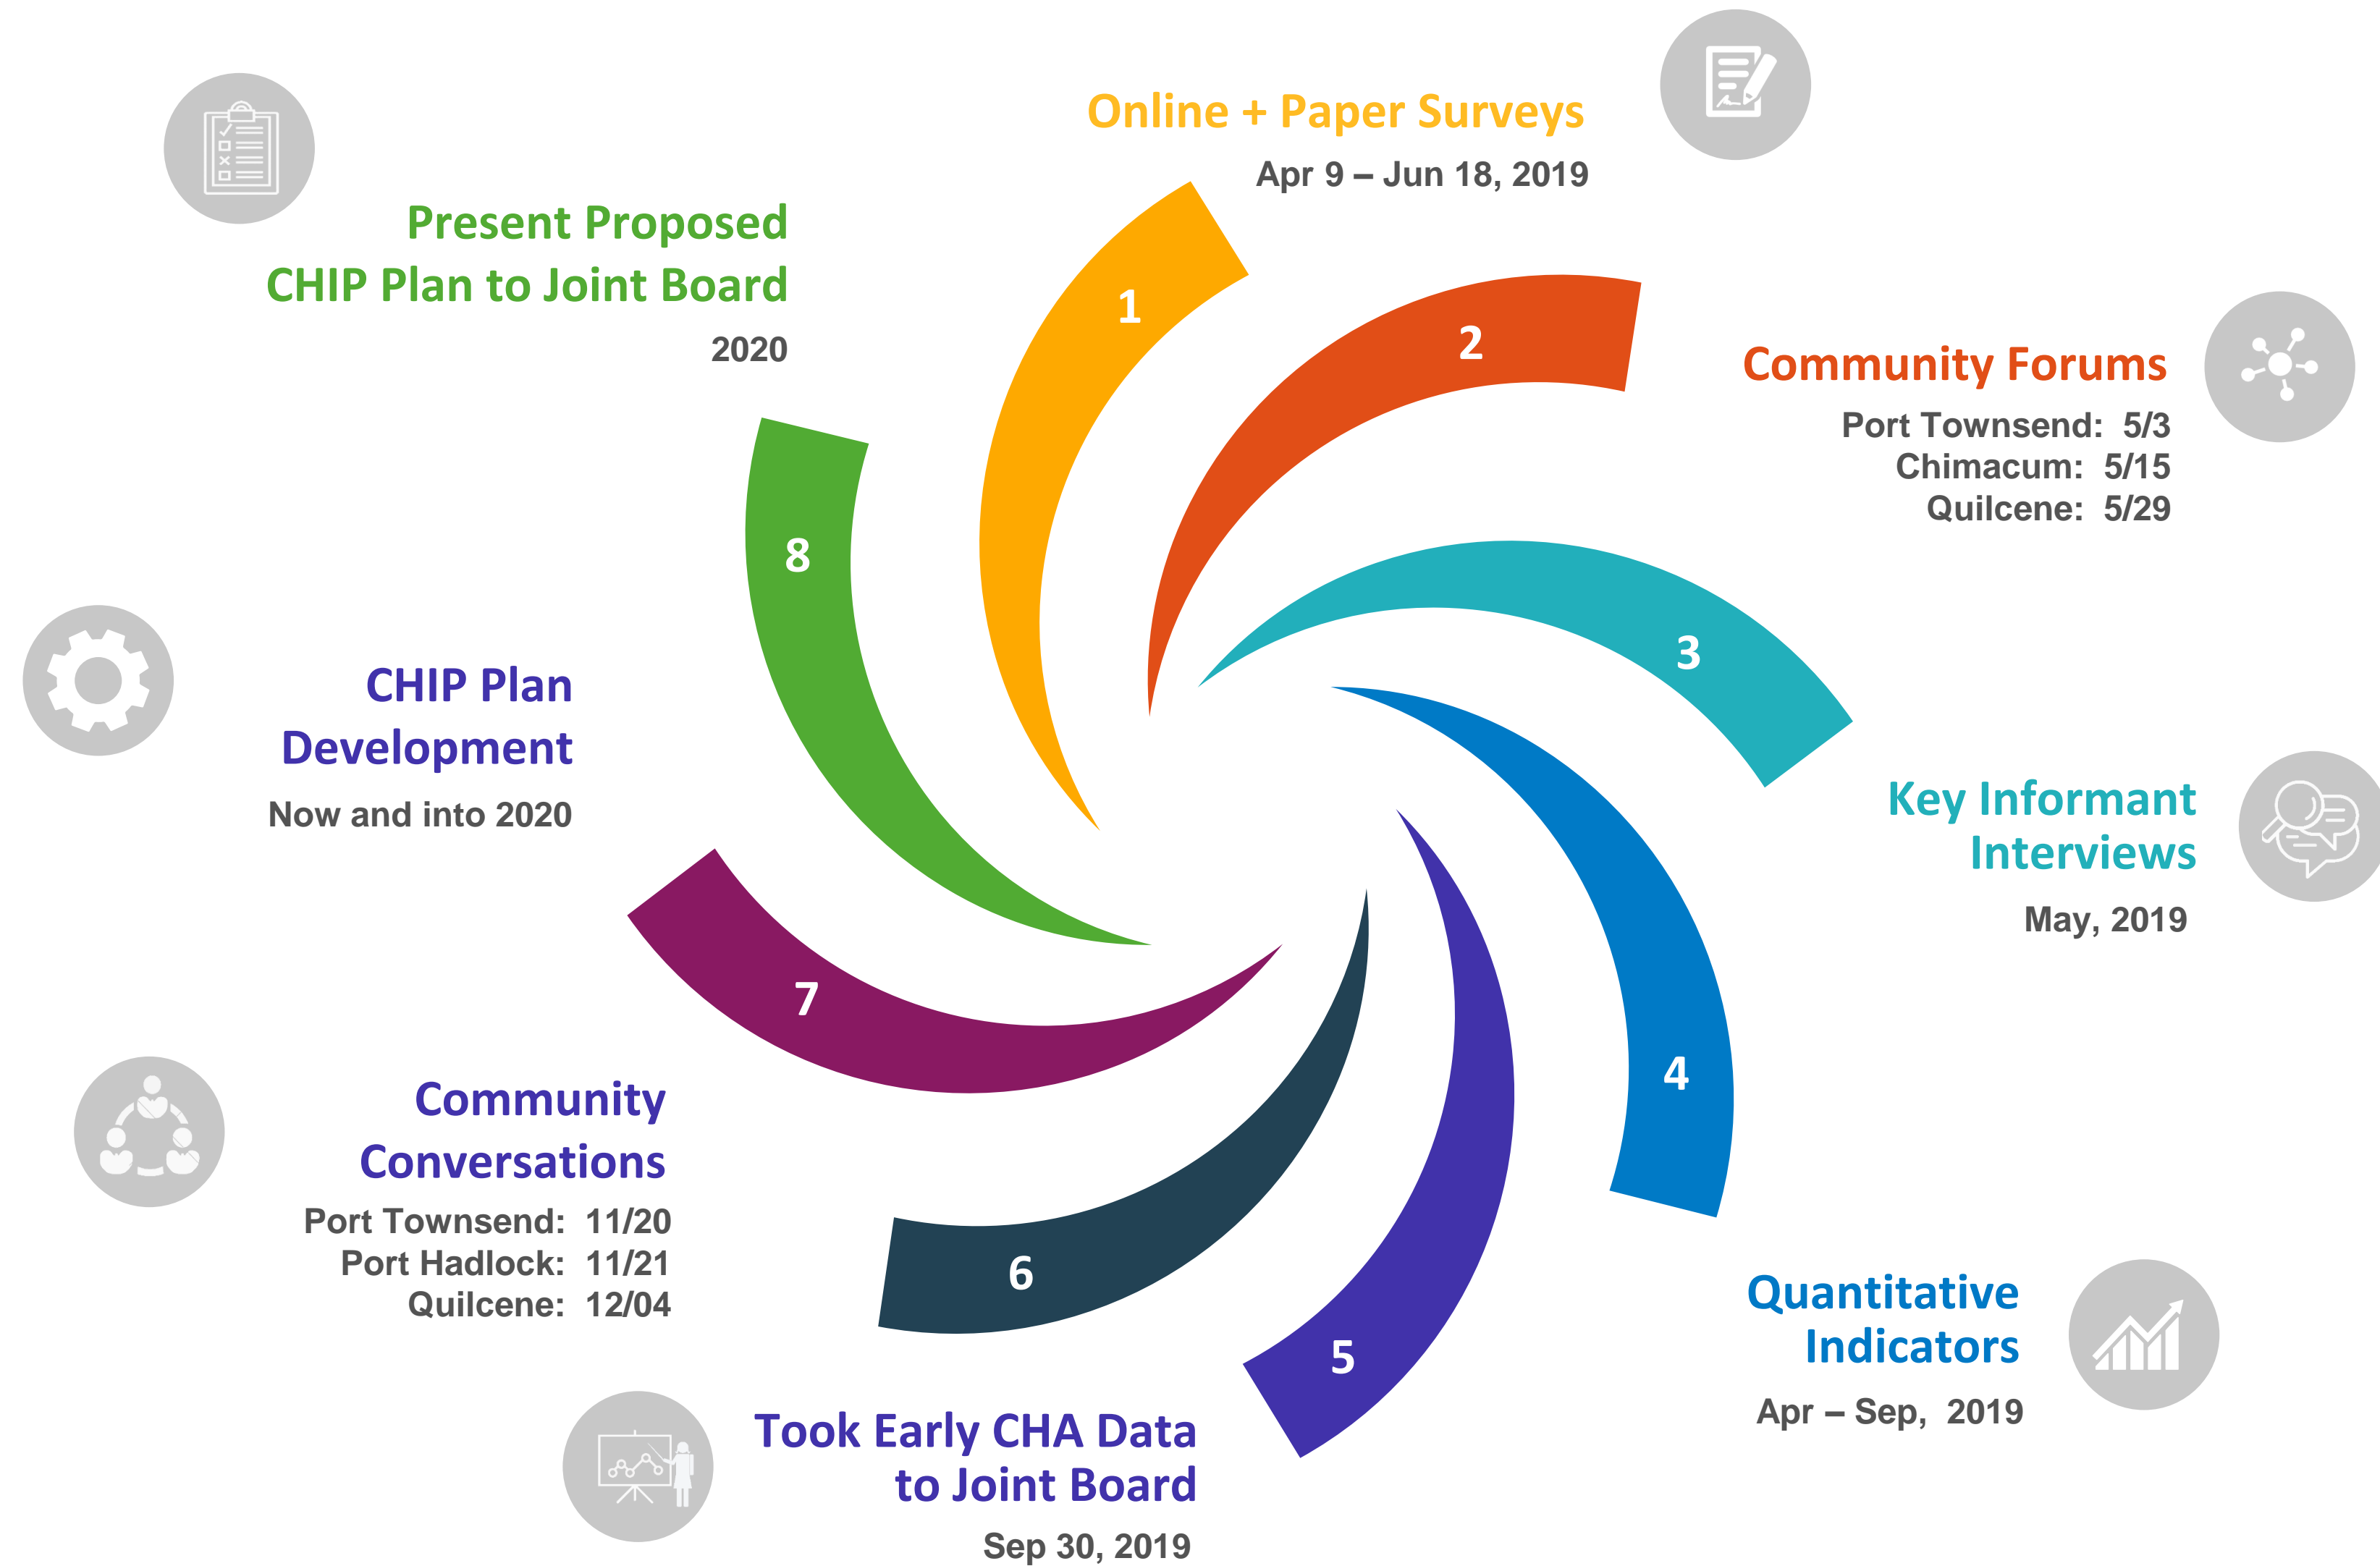 Online + Paper Surveys
Apr 9 – Jun 18, 2019
1
2
Community Forums
Port Townsend: 5/3
Chimacum: 5/15
Quilcene: 5/29
3
Key Informant
Interviews
May, 2019
4
Quantitative
Indicators
Apr – Sep, 2019
5
Took Early CHA Data
to Joint Board
Sep 30, 2019
6
Community
Conversations
Port Townsend: 11/20
Port Hadlock: 11/21
Quilcene: 12/04
7
CHIP Plan
Development
Now and into 2020
8
Present Proposed
CHIP Plan to Joint Board
2020